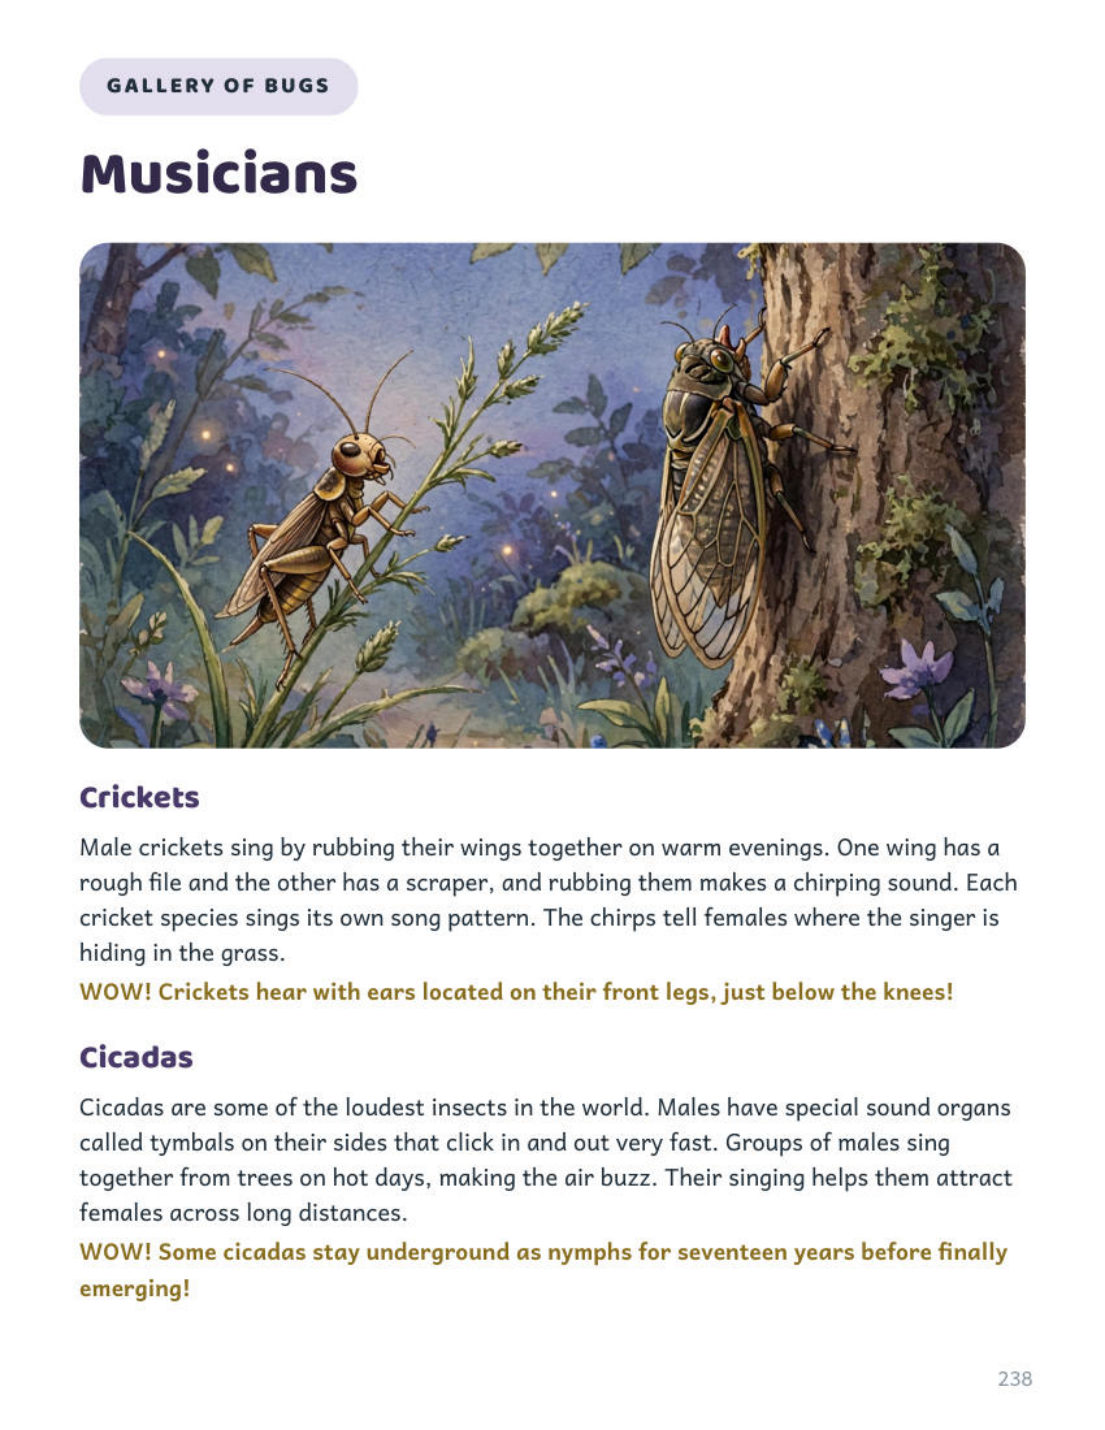 GALLERY OF BUGS
Musicians
Crickets
Male crickets sing by rubbing their wings together on warm evenings. One wing has a
rough file and the other has a scraper, and rubbing them makes a chirping sound. Each
cricket species sings its own song pattern. The chirps tell females where the singer is
hiding in the grass.
WOW! Crickets hear with ears located on their front legs, just below the knees!
Cicadas
Cicadas are some of the loudest insects in the world. Males have special sound organs
called tymbals on their sides that click in and out very fast. Groups of males sing
together from trees on hot days, making the air buzz. Their singing helps them attract
females across long distances.
WOW! Some cicadas stay underground as nymphs for seventeen years before finally
emerging!
238